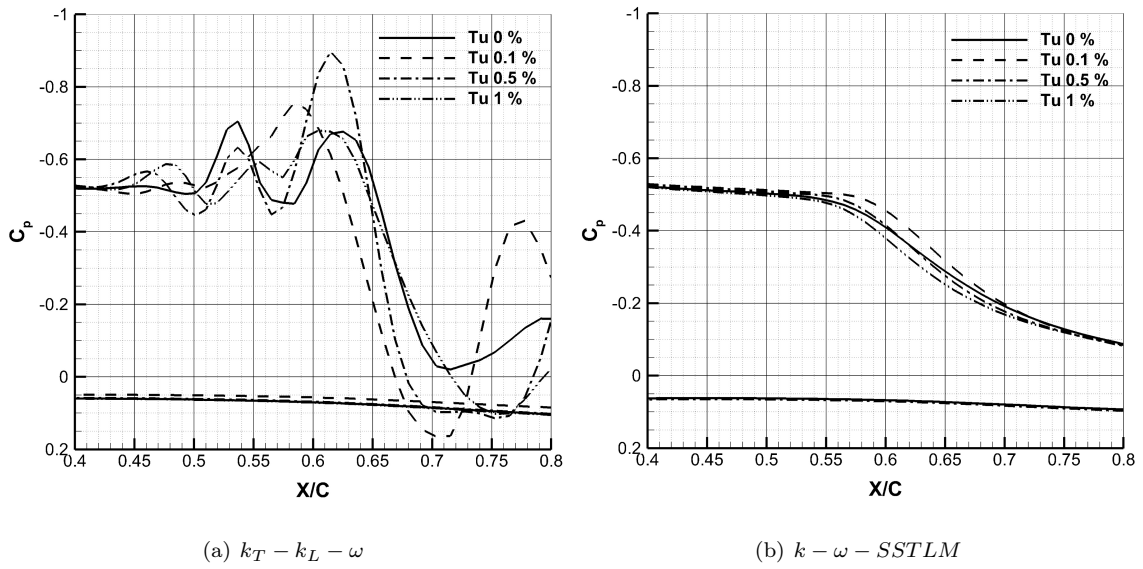 -1
-0.8
-0.6
-0.4
-0.2
0
0.2
C_p
0.4 0.45 0.5 0.55 0.6 0.65 0.7 0.75 0.8
X/C
Tu 0 %
Tu 0.1 %
Tu 0.5 %
Tu 1 %
(a) k_T − k_L − ω
-1
-0.8
-0.6
-0.4
-0.2
0
0.2
C_p
0.4 0.45 0.5 0.55 0.6 0.65 0.7 0.75 0.8
X/C
Tu 0 %
Tu 0.1 %
Tu 0.5 %
Tu 1 %
(b) k − ω − SSTLM